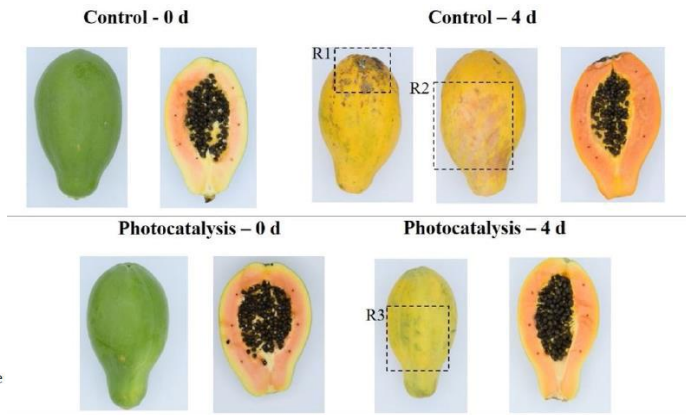 Control - 0 d
Control – 4 d
R1
R2
Photocatalysis – 0 d
Photocatalysis – 4 d
R3
e